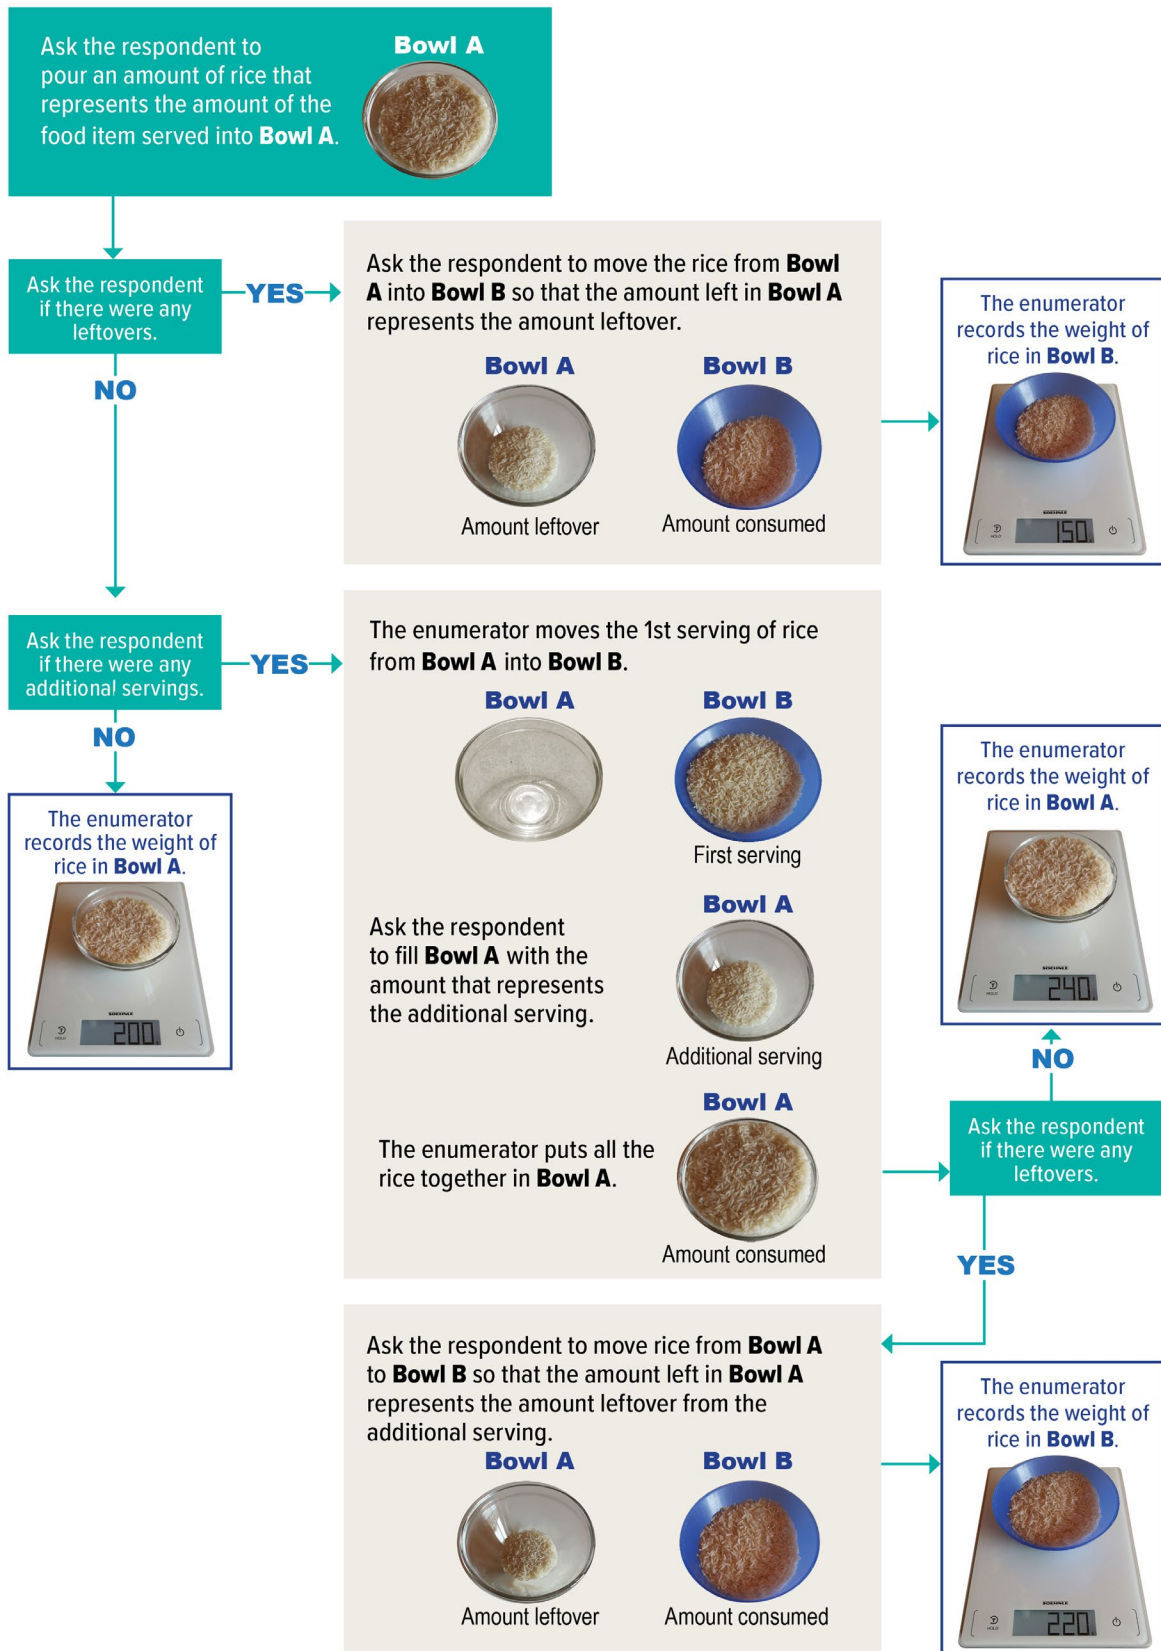 Ask the respondent to
pour an amount of rice that
represents the amount of the
food item served into Bowl A.
Bowl A
Ask the respondent
if there were any
leftovers.
YES
NO
Ask the respondent to move the rice from Bowl
A into Bowl B so that the amount left in Bowl A
represents the amount leftover.
Bowl A
Bowl B
Amount leftover
Amount consumed
The enumerator
records the weight of
rice in Bowl B.
HOLD
150
Ask the respondent
if there were any
additional servings.
YES
NO
The enumerator
records the weight of
rice in Bowl A.
HOLD
200
The enumerator moves the 1st serving of rice
from Bowl A into Bowl B.
Bowl A
Bowl B
First serving
Ask the respondent
to fill Bowl A with the
amount that represents
the additional serving.
Bowl A
Additional serving
The enumerator puts all the
rice together in Bowl A.
Bowl A
Amount consumed
The enumerator
records the weight of
rice in Bowl A.
HOLD
240
NO
Ask the respondent
if there were any
leftovers.
YES
Ask the respondent to move rice from Bowl A
to Bowl B so that the amount left in Bowl A
represents the amount leftover from the
additional serving.
Bowl A
Bowl B
Amount leftover
Amount consumed
The enumerator
records the weight of
rice in Bowl B.
HOLD
220